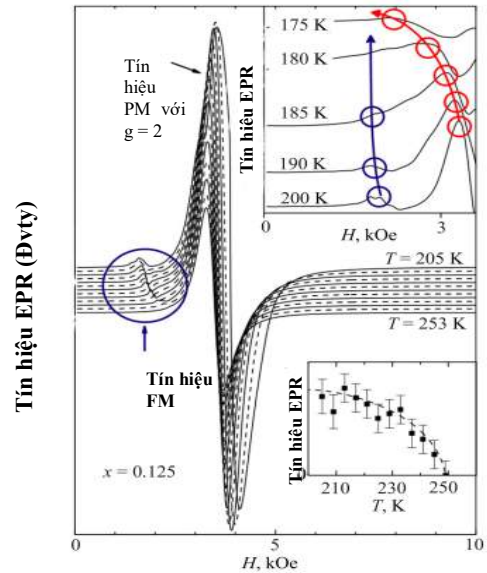 Tín hiệu EPR (Đvty)
Tín
hiệu
PM với
g = 2
Tín hiệu EPR
175 K
180 K
185 K
190 K
200 K
3
H, kOe
T = 205 K
T = 253 K
Tín hiệu
FM
x = 0.125
Tín hiêu EPR
0
210
230
250
T, K
0
5
10
H, kOe